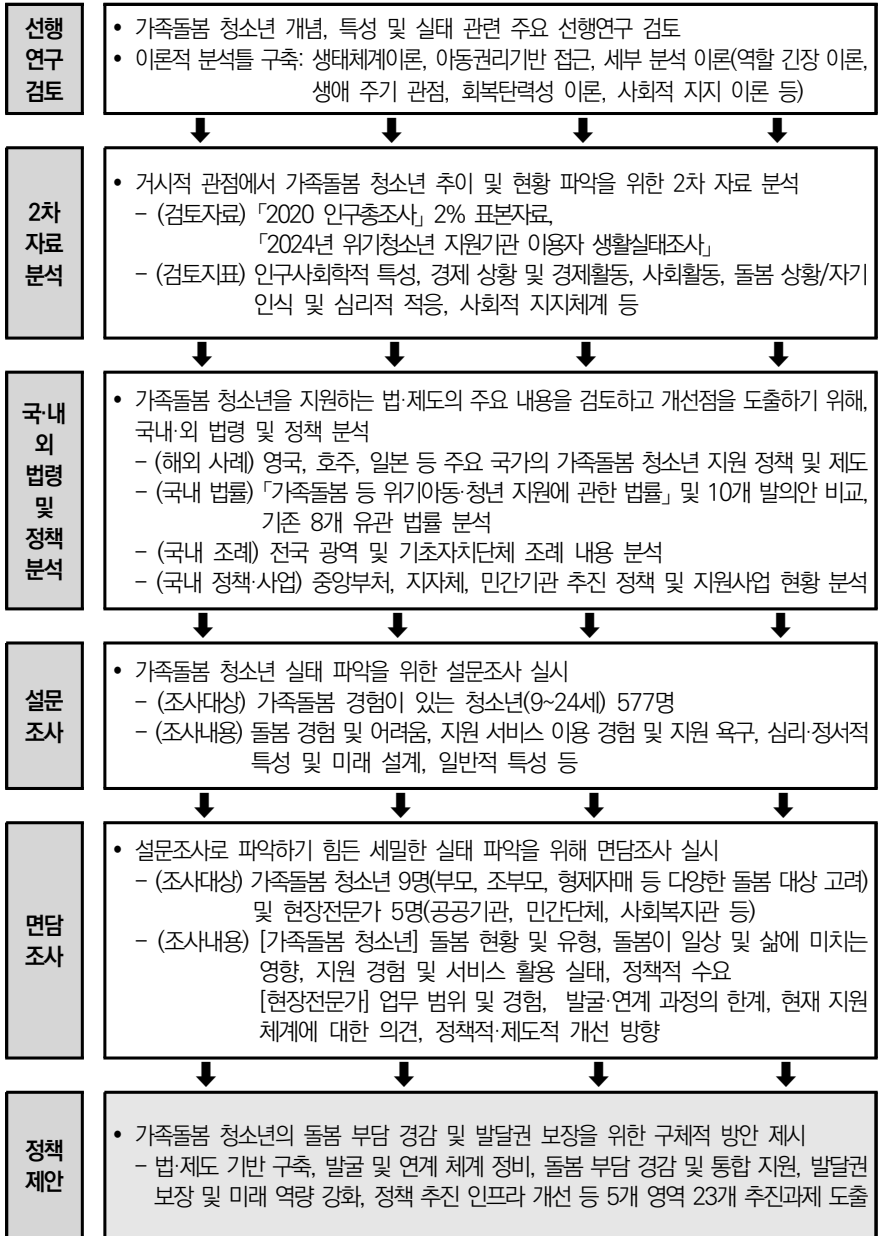 선행
연구
검토
• 가족돌봄 청소년 개념, 특성 및 실태 관련 주요 선행연구 검토
• 이론적 분석틀 구축: 생태체계이론, 아동권리기반 접근, 세부 분석 이론(역할 긴장 이론,
생애 주기 관점, 회복탄력성 이론, 사회적 지지 이론 등)
2차
자료
분석
• 거시적 관점에서 가족돌봄 청소년 추이 및 현황 파악을 위한 2차 자료 분석
- (검토자료) 「2020 인구총조사」 2% 표본자료,
「2024년 위기청소년 지원기관 이용자 생활실태조사」
- (검토지표) 인구사회학적 특성, 경제 상황 및 경제활동, 사회활동, 돌봄 상황/자기
인식 및 심리적 적응, 사회적 지지체계 등
국·내
외
법령
및
정책
분석
• 가족돌봄 청소년을 지원하는 법·제도의 주요 내용을 검토하고 개선점을 도출하기 위해,
국내·외 법령 및 정책 분석
- (해외 사례) 영국, 호주, 일본 등 주요 국가의 가족돌봄 청소년 지원 정책 및 제도
- (국내 법률) 「가족돌봄 등 위기아동·청년 지원에 관한 법률」 및 10개 발의안 비교,
기존 8개 유관 법률 분석
- (국내 조례) 전국 광역 및 기초자치단체 조례 내용 분석
- (국내 정책·사업) 중앙부처, 지자체, 민간기관 추진 정책 및 지원사업 현황 분석
설문
조사
• 가족돌봄 청소년 실태 파악을 위한 설문조사 실시
- (조사대상) 가족돌봄 경험이 있는 청소년(9~24세) 577명
- (조사내용) 돌봄 경험 및 어려움, 지원 서비스 이용 경험 및 지원 욕구, 심리·정서적
특성 및 미래 설계, 일반적 특성 등
면담
조사
• 설문조사로 파악하기 힘든 세밀한 실태 파악을 위해 면담조사 실시
- (조사대상) 가족돌봄 청소년 9명(부모, 조부모, 형제자매 등 다양한 돌봄 대상 고려)
및 현장전문가 5명(공공기관, 민간단체, 사회복지관 등)
- (조사내용) [가족돌봄 청소년] 돌봄 현황 및 유형, 돌봄이 일상 및 삶에 미치는
영향, 지원 경험 및 서비스 활용 실태, 정책적 수요
[현장전문가] 업무 범위 및 경험, 발굴·연계 과정의 한계, 현재 지원
체계에 대한 의견, 정책적·제도적 개선 방향
정책
제안
• 가족돌봄 청소년의 돌봄 부담 경감 및 발달권 보장을 위한 구체적 방안 제시
- 법·제도 기반 구축, 발굴 및 연계 체계 정비, 돌봄 부담 경감 및 통합 지원, 발달권
보장 및 미래 역량 강화, 정책 추진 인프라 개선 등 5개 영역 23개 추진과제 도출